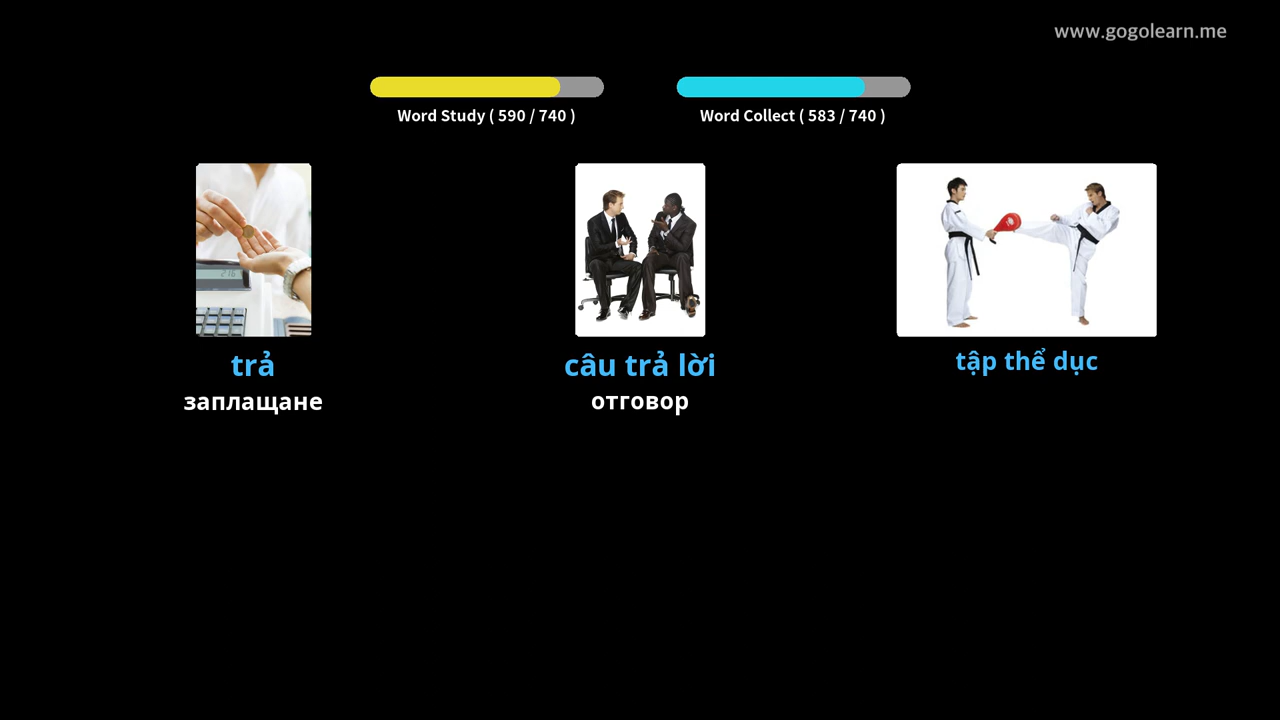 www.gogolearn.me
Word Study ( 590 / 740 )
Word Collect ( 583 / 740 )
trả
заплащане
câu trả lời
отговор
tập thể dục